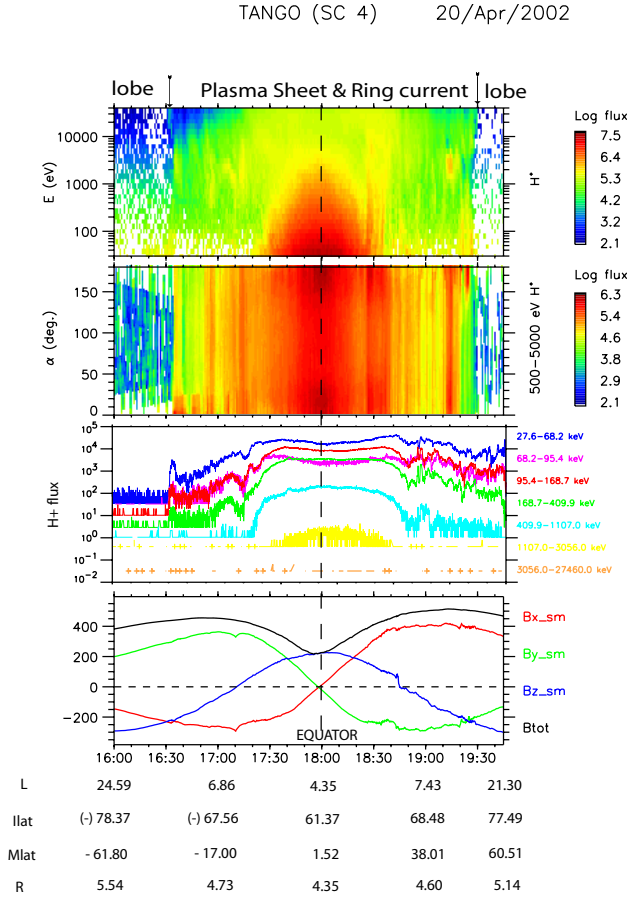 TANGO (SC 4) 20/Apr/2002
lobe Plasma Sheet & Ring current lobe
Log flux
10000
1000
100
E (eV)
H+
7.5
6.4
5.3
4.2
3.2
2.1
Log flux
150
100
50
0
α (deg.)
500-5000 eV H+
6.3
5.4
4.6
3.8
2.9
2.1
10^5
10^4
10^3
10^2
10^1
10^0
10^-1
10^-2
H+ flux
27.6-68.2 keV
68.2-95.4 keV
95.4-168.7 keV
168.7-409.9 keV
409.9-1107.0 keV
1107.0-3056.0 keV
3056.0-27460.0 keV
400
200
0
-200
Bx_sm
By_sm
Bz_sm
Btot
EQUATOR
16:00 16:30 17:00 17:30 18:00 18:30 19:00 19:30
L 24.59 6.86 4.35 7.43 21.30
Ilat (-) 78.37 (-) 67.56 61.37 68.48 77.49
Mlat - 61.80 - 17.00 1.52 38.01 60.51
R 5.54 4.73 4.35 4.60 5.14